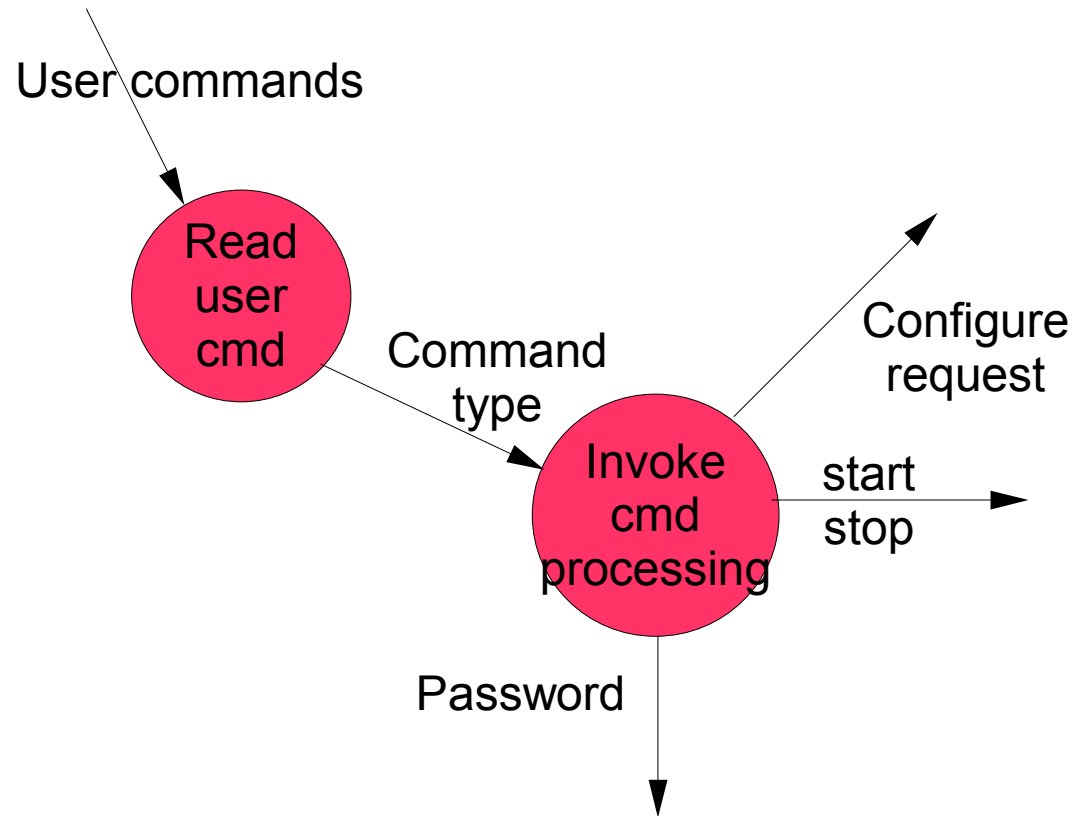 User commands
Read
user
cmd
Command
type
Configure
request
Invoke
cmd
processing
start
stop
Password